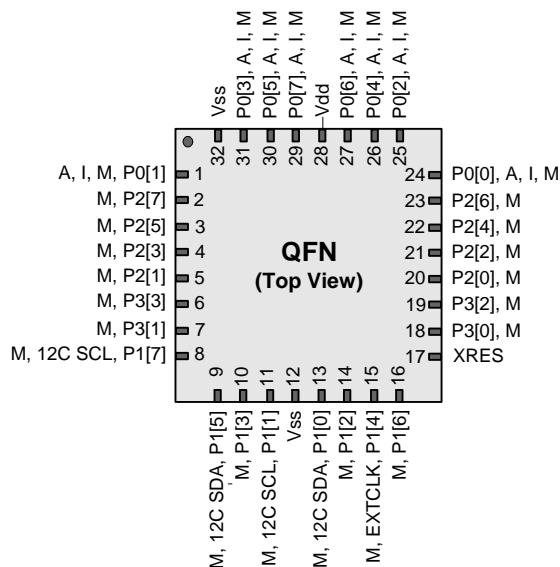 Vss
P0[3], A, I, M
P0[5], A, I, M
P0[7], A, I, M
Vdd
P0[6], A, I, M
P0[4], A, I, M
P0[2], A, I, M
32
31
30
29
28
27
26
25
A, I, M, P0[1]
1
M, P2[7]
2
M, P2[5]
3
M, P2[3]
4
M, P2[1]
5
M, P3[3]
6
M, P3[1]
7
M, 12C SCL, P1[7]
8
QFN
(Top View)
24
P0[0], A, I, M
23
P2[6], M
22
P2[4], M
21
P2[2], M
20
P2[0], M
19
P3[2], M
18
P3[0], M
17
XRES
9
10
11
12
13
14
15
16
M, 12C SDA, P1[5]
M, P1[3]
M, 12C SCL, P1[1]
Vss
M, 12C SDA, P1[0]
M, P1[2]
M, EXTCLK, P1[4]
M, P1[6]